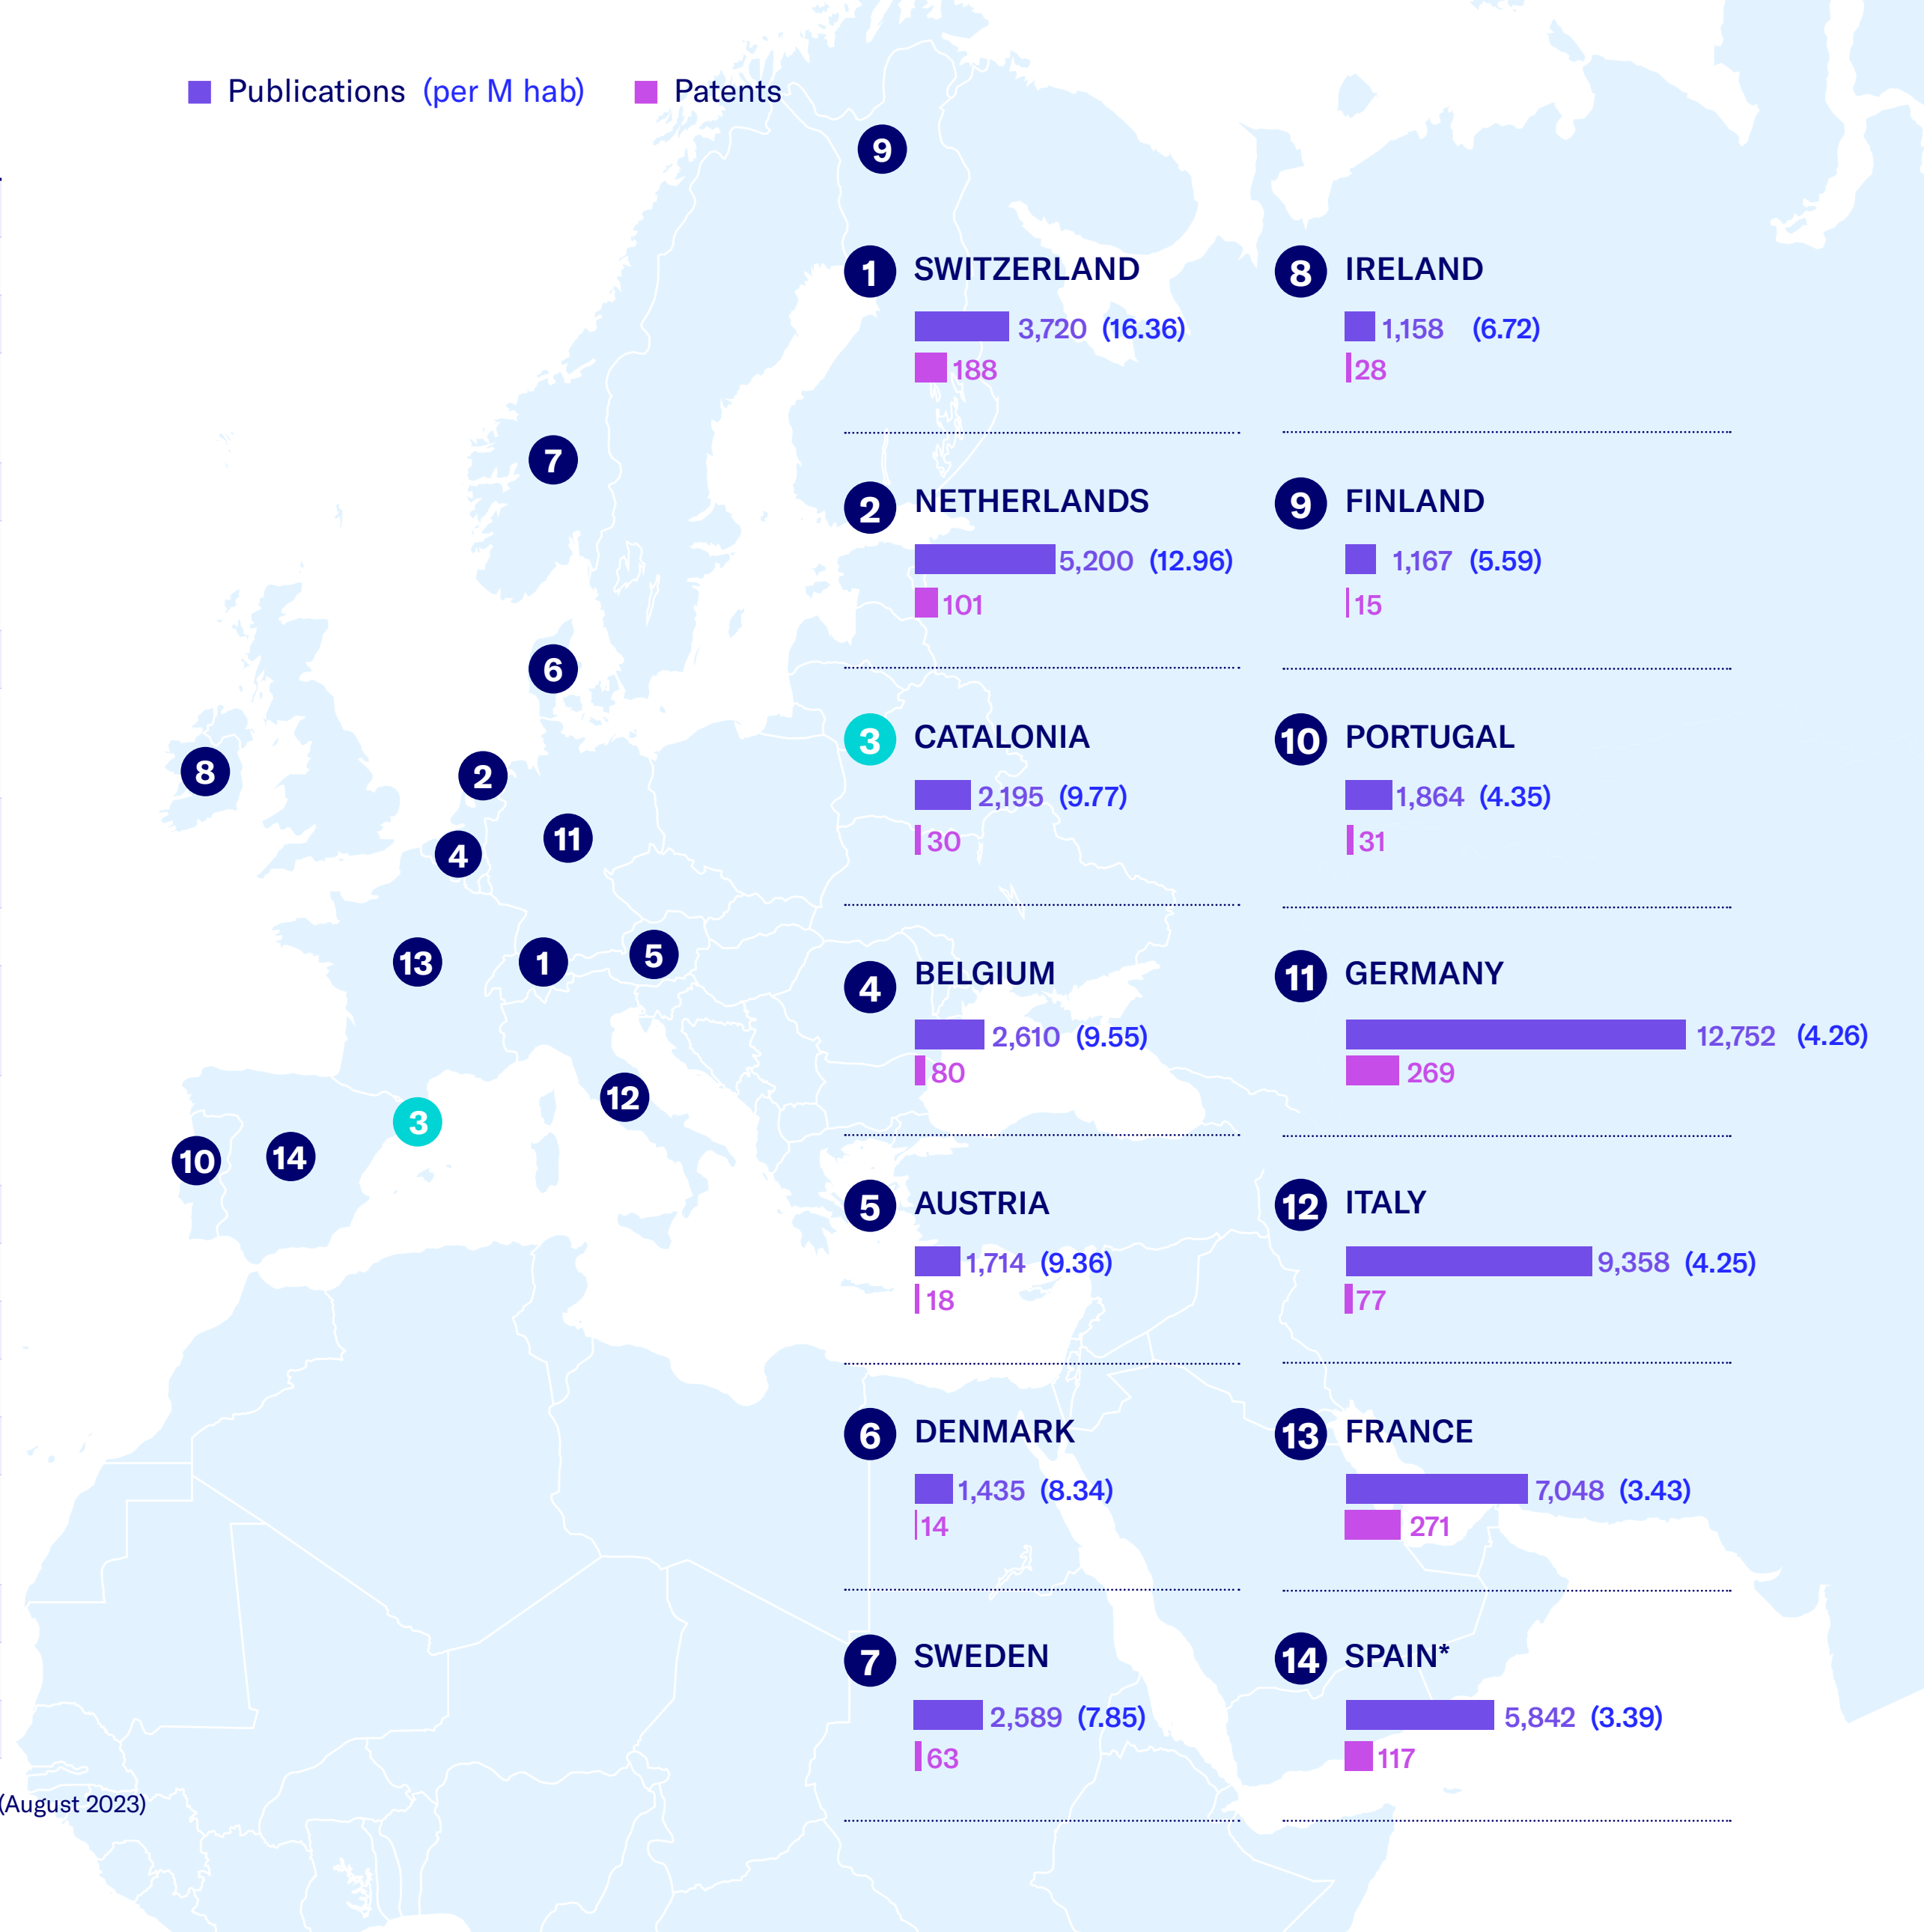 Publications (per M hab) Patents
9
7
6
8
2
11
4
13
1
5
12
3
10
14
1 SWITZERLAND
3,720 (16.36)
188
2 NETHERLANDS
5,200 (12.96)
101
3 CATALONIA
2,195 (9.77)
30
4 BELGIUM
2,610 (9.55)
80
5 AUSTRIA
1,714 (9.36)
18
6 DENMARK
1,435 (8.34)
14
7 SWEDEN
2,589 (7.85)
63
8 IRELAND
1,158 (6.72)
28
9 FINLAND
1,167 (5.59)
15
10 PORTUGAL
1,864 (4.35)
31
11 GERMANY
12,752 (4.26)
269
12 ITALY
9,358 (4.25)
77
13 FRANCE
7,048 (3.43)
271
14 SPAIN*
5,842 (3.39)
117
(August 2023)